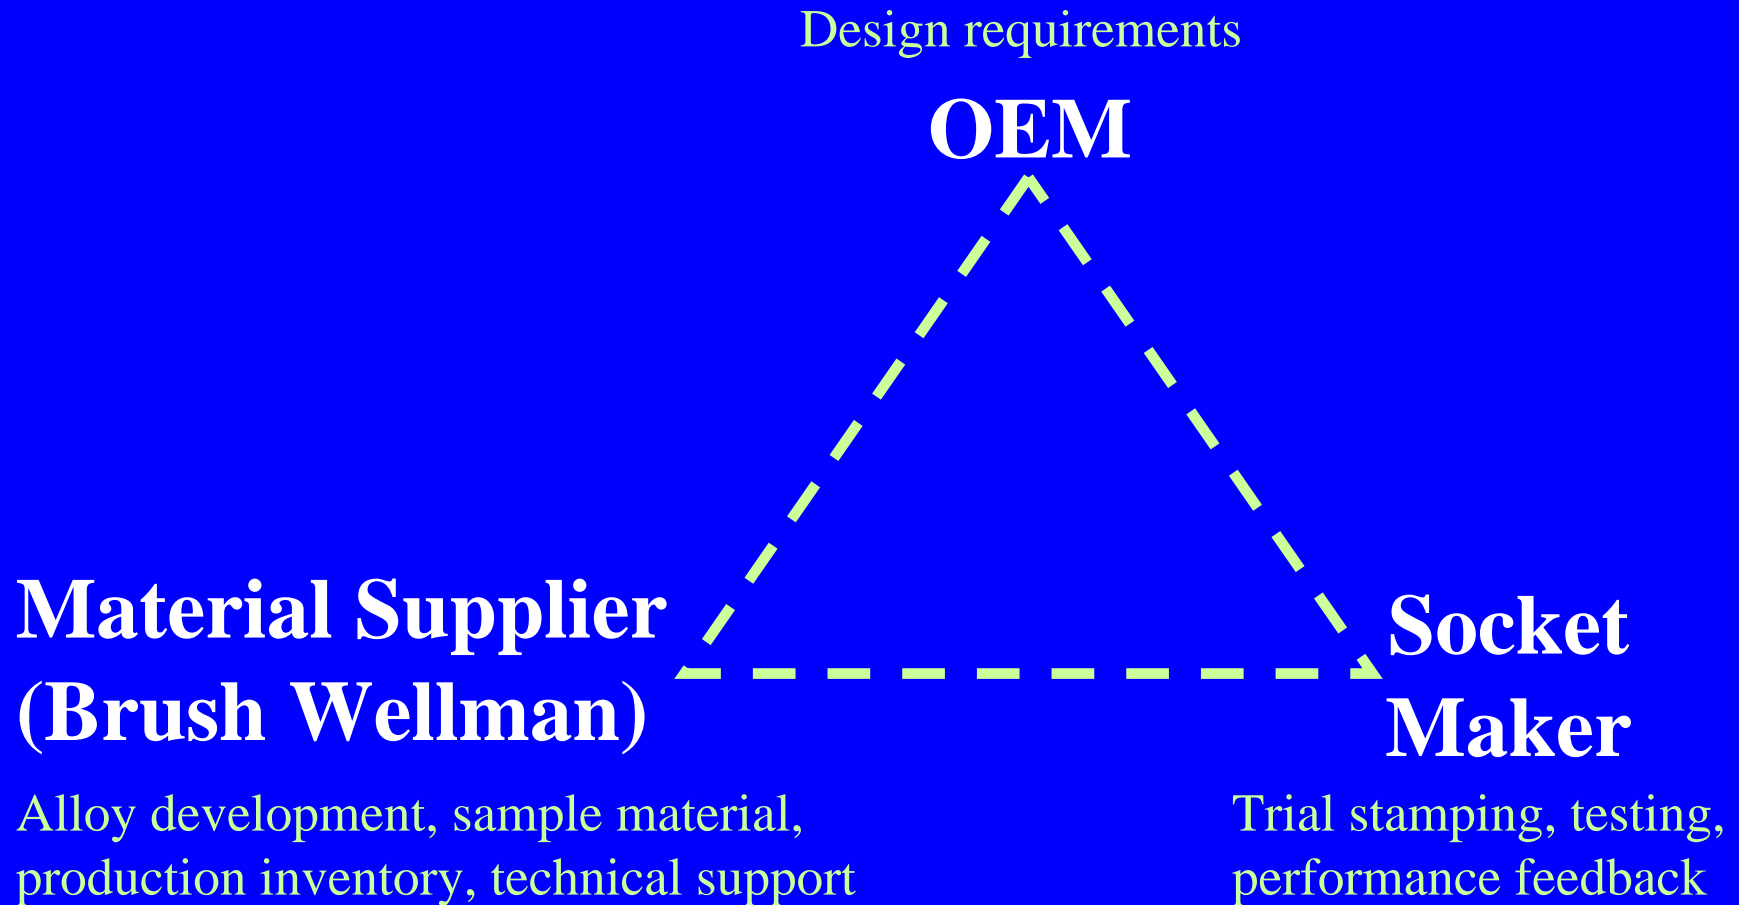 Design requirements
OEM
Material Supplier
(Brush Wellman)
Alloy development, sample material,
production inventory, technical support
Socket
Maker
Trial stamping, testing,
performance feedback